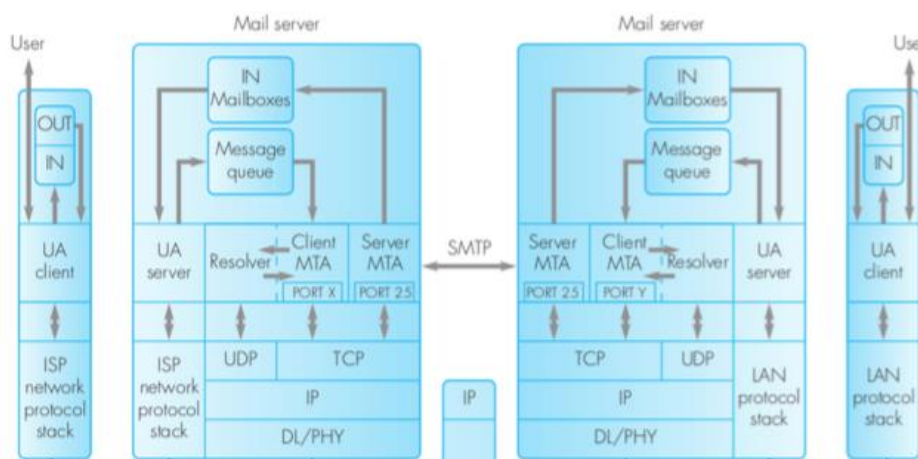 Mail server
Mail server
User
Use
IN
Mailboxes
IN
Mailboxes
OUT
IN
Message
queue
Message
queue
OUT
IN
UA
client
UA
server
Resolver
Client
MTA
PORT X
Server
MTA
PORT 25
SMTP
Server
MTA
PORT 25
Client
MTA
PORT Y
Resolver
UA
server
UA
client
ISP
network
protocol
stack
ISP
network
protocol
stack
UDP
TCP
IP
DL/PHY
IP
TCP
UDP
IP
DL/PHY
LAN
protocol
stack
LAN
protocol
stack